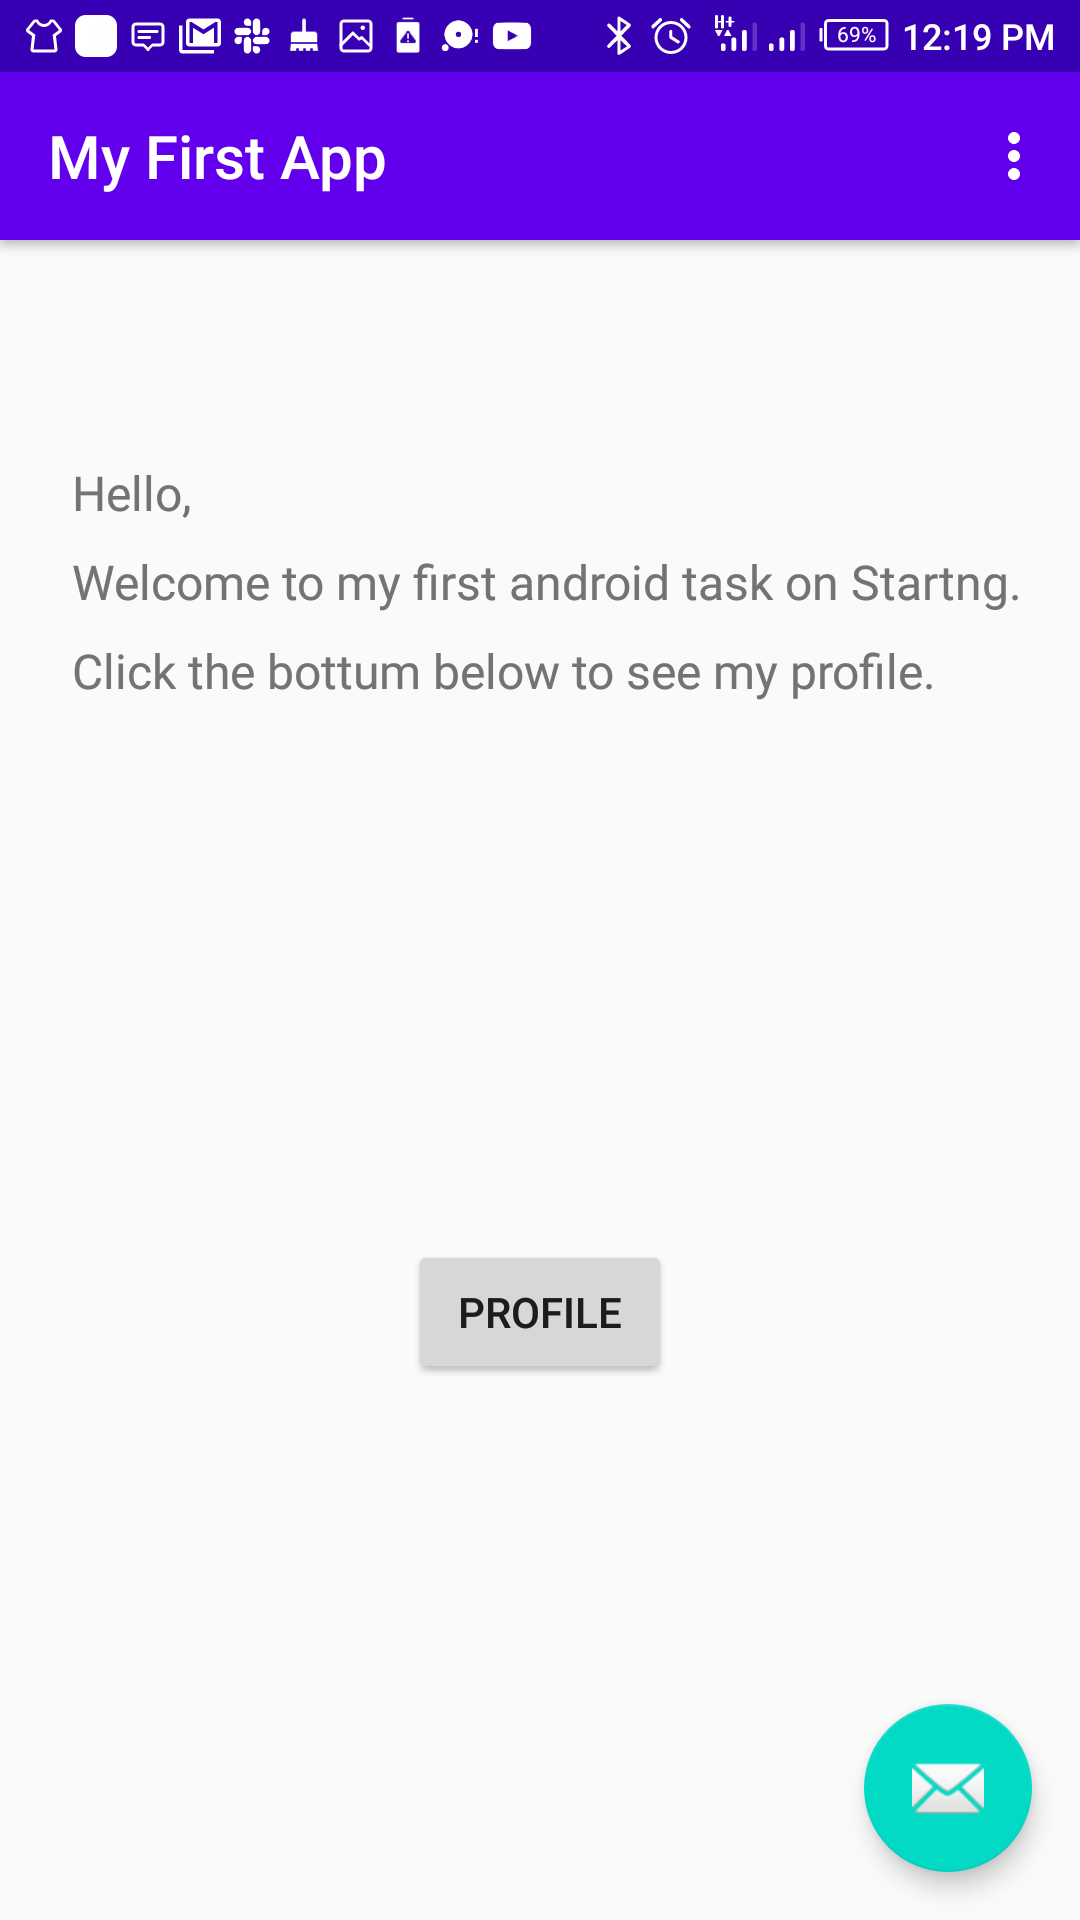 H+ 69% 12:19 PM
My First App
Hello,
Welcome to my first android task on Startng.
Click the bottum below to see my profile.
PROFILE